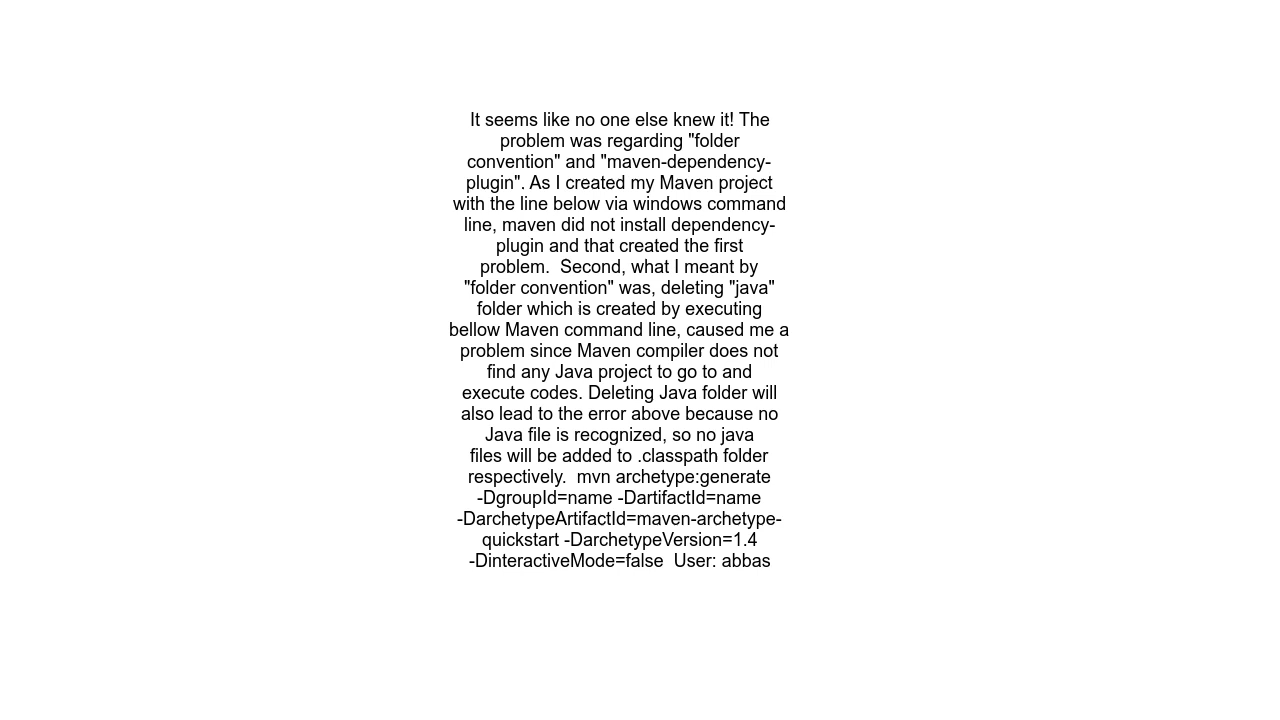 It seems like no one else knew it! The
problem was regarding "folder
convention" and "maven-dependency-
plugin". As I created my Maven project
with the line below via windows command
line, maven did not install dependency-
plugin and that created the first
problem.  Second, what I meant by
"folder convention" was, deleting "java"
folder which is created by executing
bellow Maven command line, caused me a
problem since Maven compiler does not
find any Java project to go to and
execute codes. Deleting Java folder will
also lead to the error above because no
Java file is recognized, so no java
files will be added to .classpath folder
respectively.  mvn archetype:generate
-DgroupId=name -DartifactId=name
-DarchetypeArtifactId=maven-archetype-
quickstart -DarchetypeVersion=1.4
-DinteractiveMode=false  User: abbas